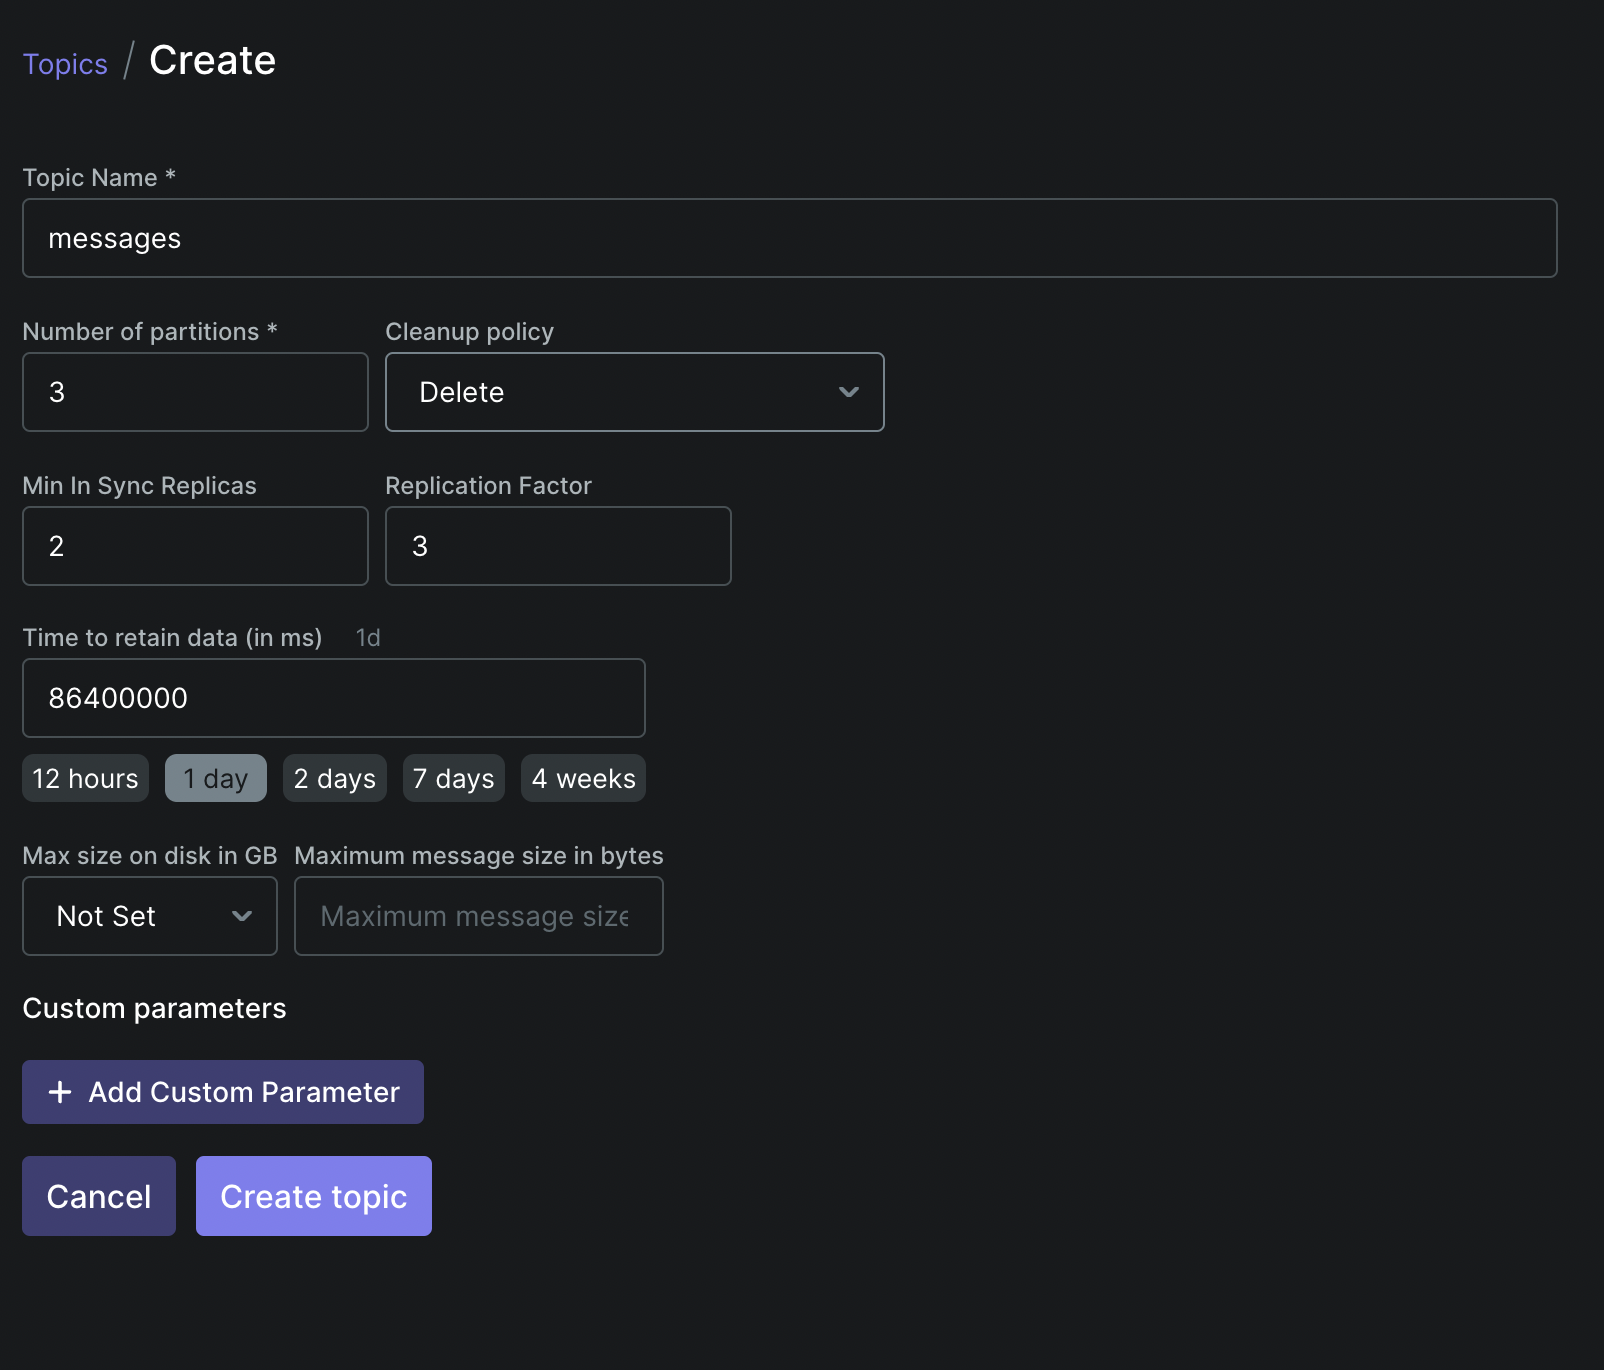 Topics / Create
Topic Name *
messages
Number of partitions * Cleanup policy
3 Delete
Min In Sync Replicas Replication Factor
2 3
Time to retain data (in ms) 1d
86400000
12 hours 1 day 2 days 7 days 4 weeks
Max size on disk in GB Maximum message size in bytes
Not Set Maximum message size
Custom parameters
+ Add Custom Parameter
Cancel Create topic